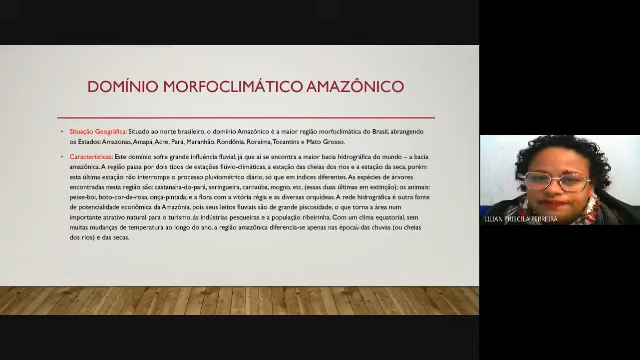 DOMÍNIO MORFOCLIMÁTICO AMAZÔNICO
• Situação Geográfica: Situado ao norte brasileiro, o domínio Amazônico é a maior região morfoclimática do Brasil, abrangendo
os Estados: Amazonas, Amapa, Acre, Pará, Maranhão, Rondônia, Roraima, Tocantins e Mato Grosso.
• Características: Este domínio sofre grande influência fluvial, já que aí se encontra a maior bacia hidrográfica do mundo – a bacia
amazônica. A região passa por dois tipos de estações flúvio-climáticas, a estação das cheias dos rios e a estação da seca, porém
esta última estação não interrompe o processo pluviométrico diário, só que em índices diferentes. As espécies de árvores
encontradas nesta região são: castanha-do-pará, seringueira, carnaúba, mogno, etc. (essas duas últimas em extinção); os animais:
peixe-boi, boto-cor-de-rosa, onça-pintada; e a flora com a vitória régia e as diversas orquídeas. A rede hidrográfica é outra fonte
de potencialidade econômica da Amazônia, pois seus leitos fluviais são de grande piscosidade, o que torna a área num
importante atrativo natural para o turismo, às indústrias pesqueiras e a população ribeirinha. Com um clima equatorial, sem
muitas mudanças de temperatura ao longo do ano, a região amazônica diferencia-se apenas nas épocas das chuvas (ou cheias
dos rios) e das secas.
LILIAN PRISCILA FERREIRA